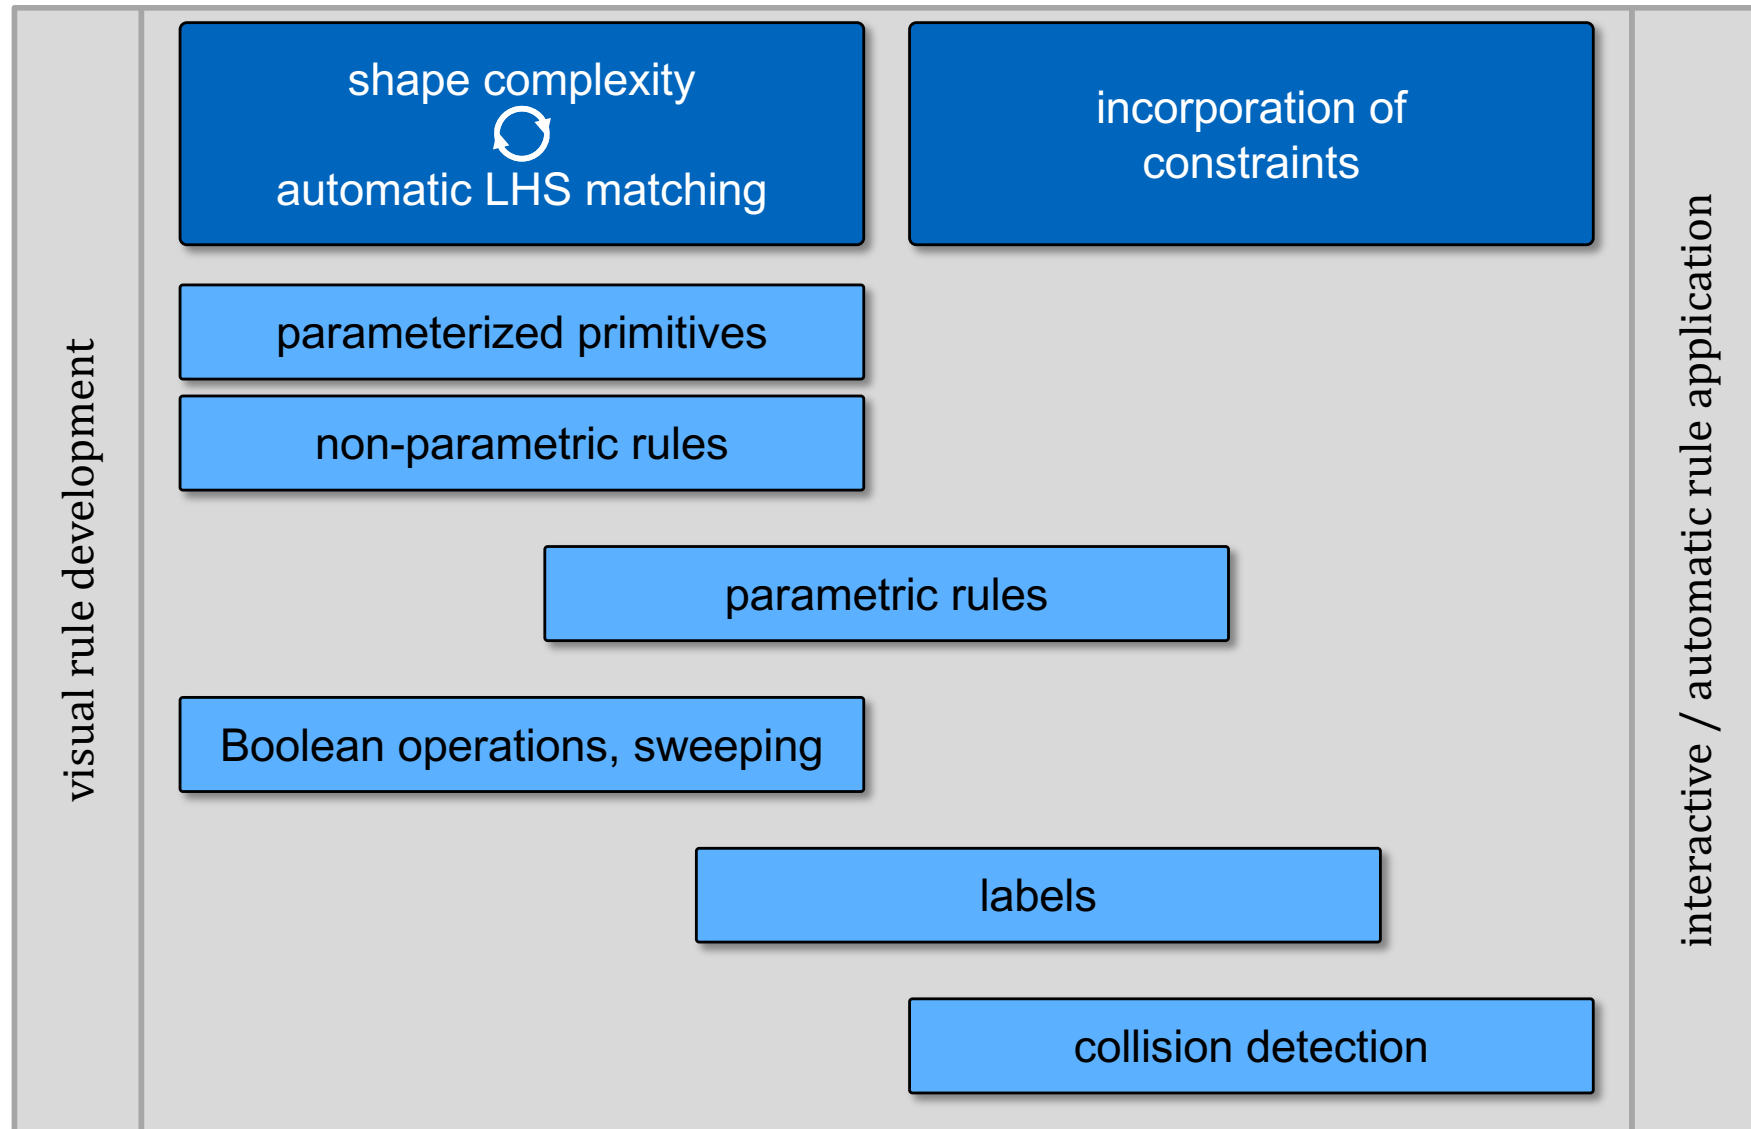 visual rule development
shape complexity
automatic LHS matching
incorporation of
constraints
parameterized primitives
non-parametric rules
parametric rules
Boolean operations, sweeping
labels
collision detection
interactive / automatic rule application